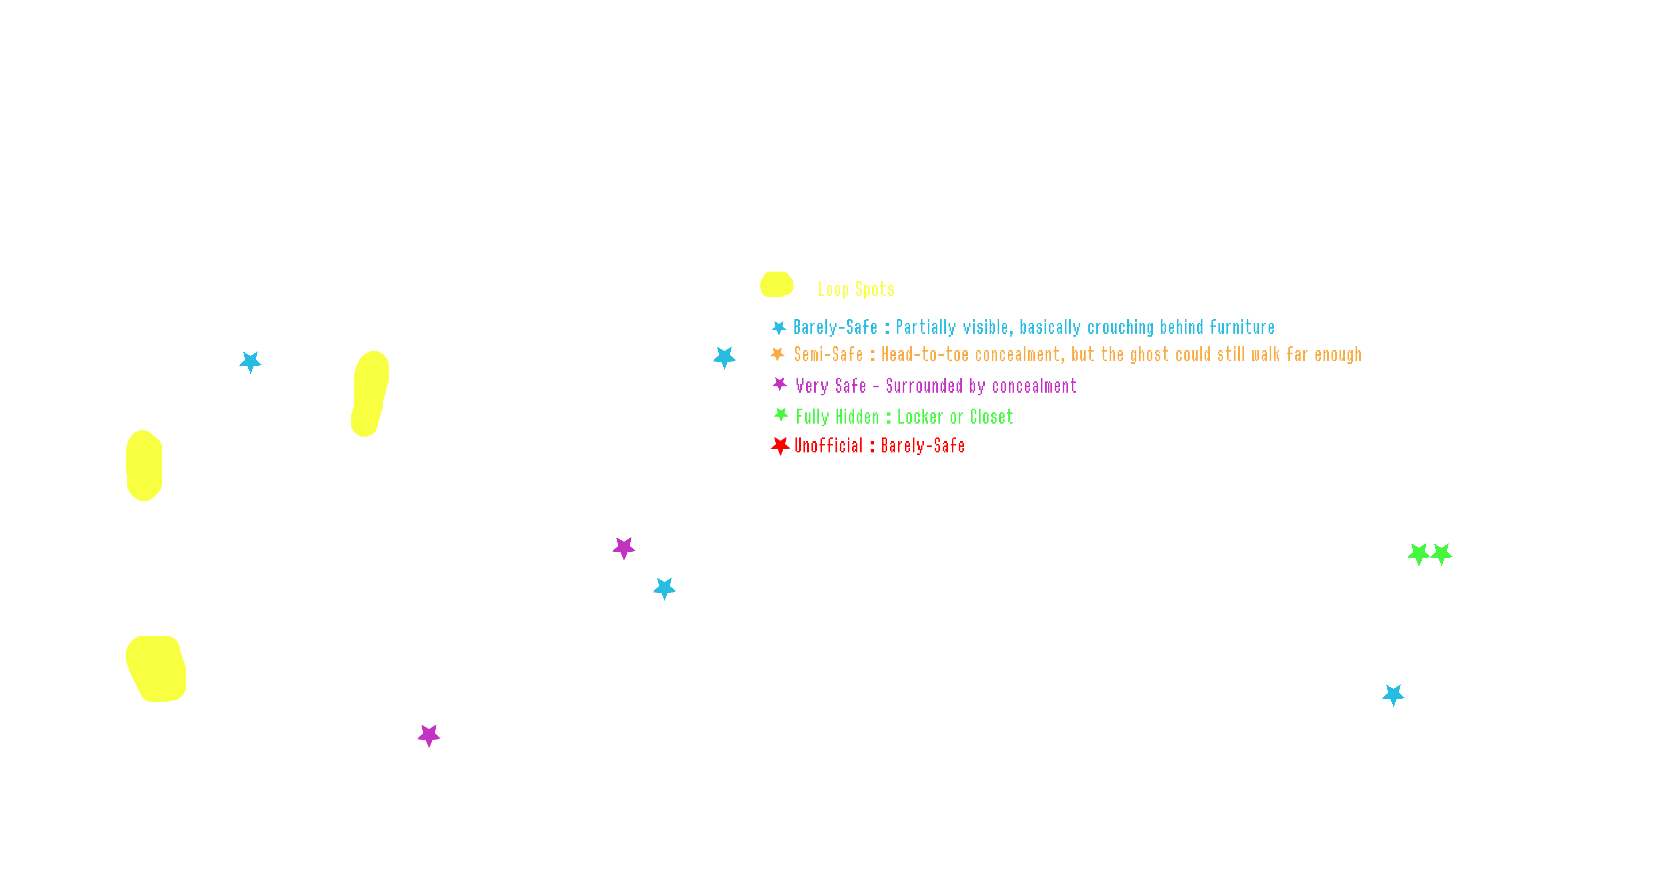 Loop Spots
Barely-Safe : Partially visible, basically crouching behind furniture
Semi-Safe : Head-to-toe concealment, but the ghost could still walk far enough
Very Safe - Surrounded by concealment
Fully Hidden : Locker or Closet
Unofficial : Barely-Safe